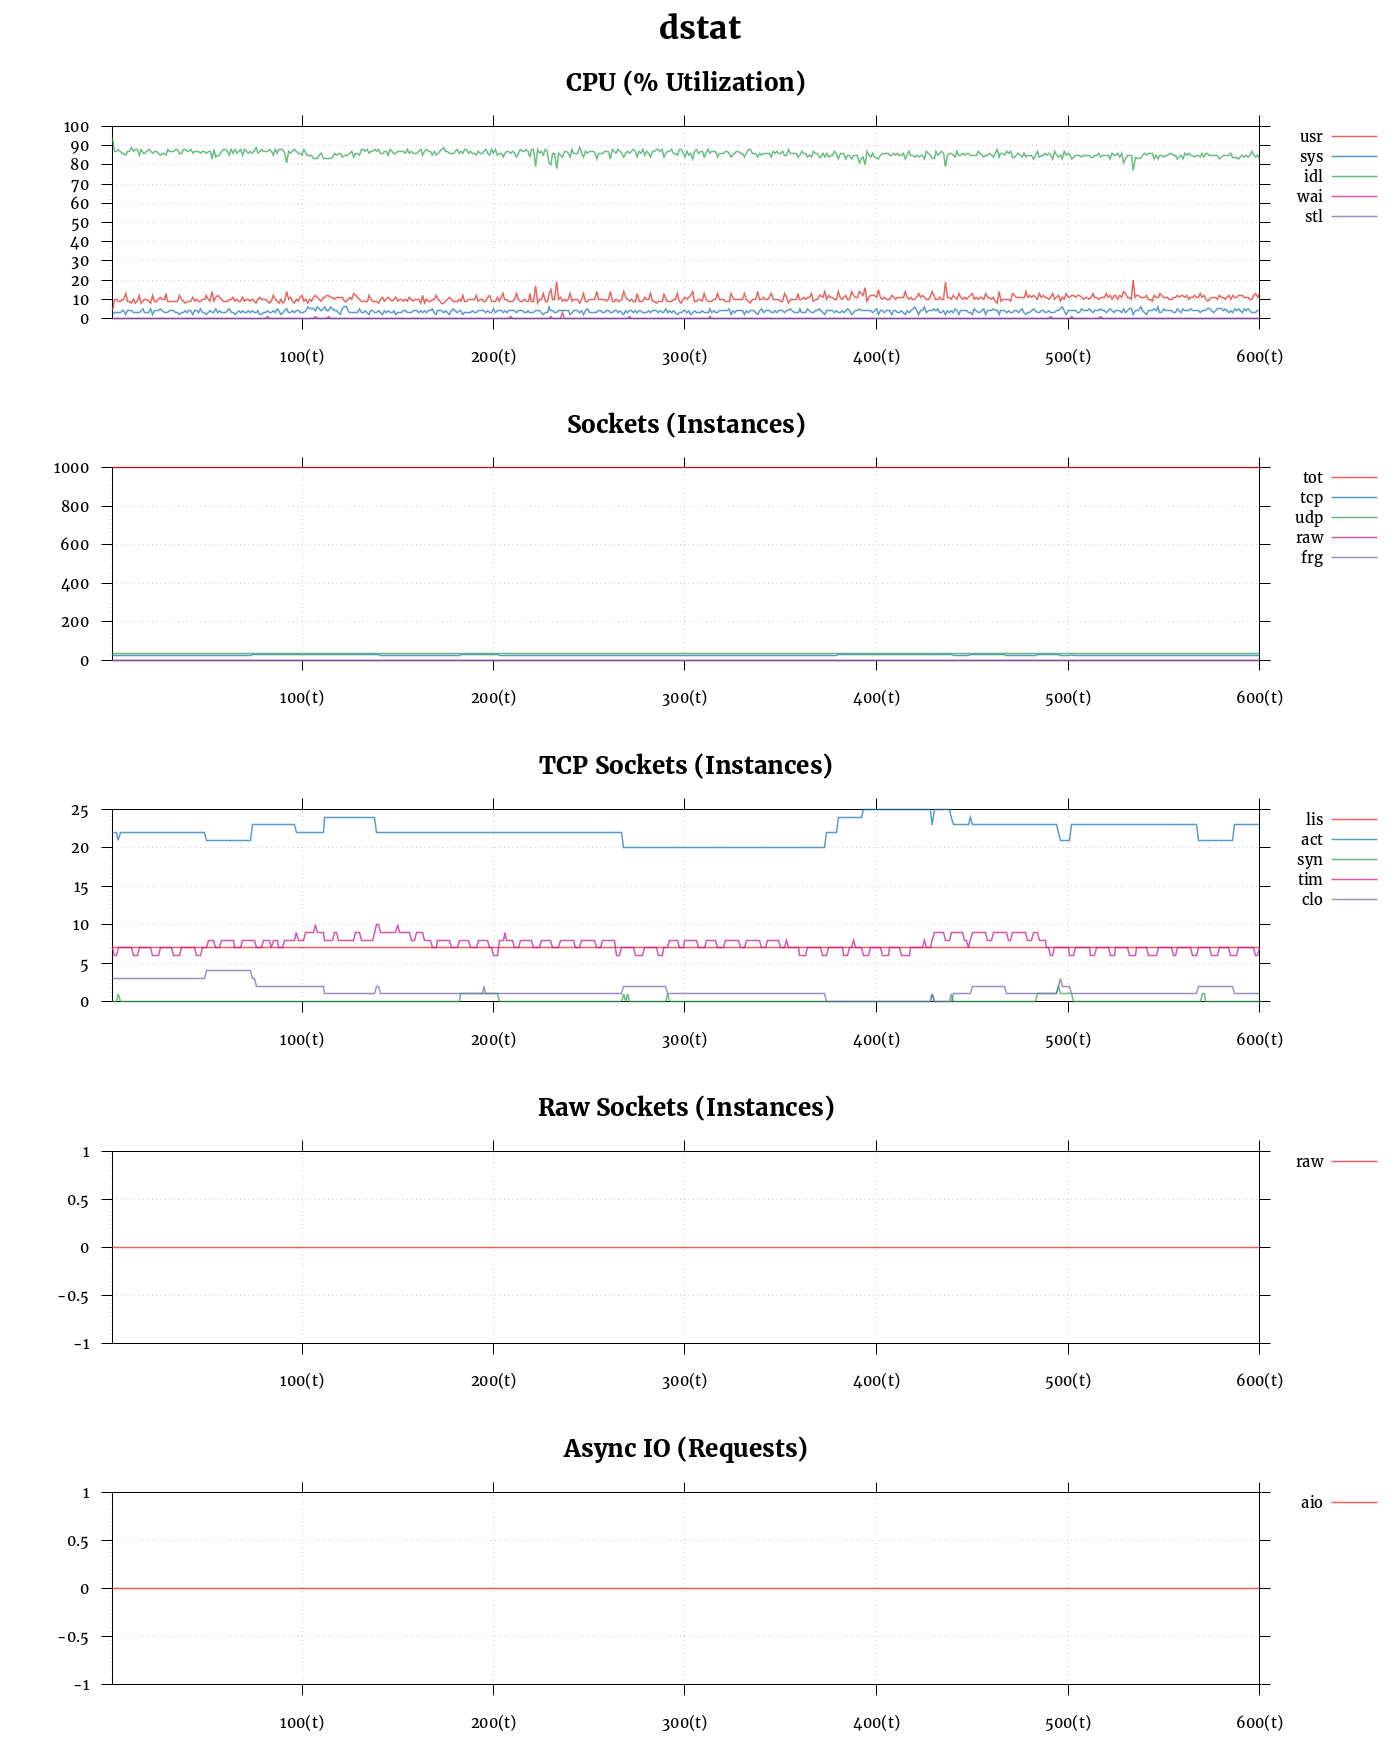 dstat
CPU (% Utilization)
100
90
80
70
60
50
40
30
20
10
0
usr
sys
idl
wai
stl
100(t) 200(t) 300(t) 400(t) 500(t) 600(t)
Sockets (Instances)
1000
800
600
400
200
0
tot
tcp
udp
raw
frg
100(t) 200(t) 300(t) 400(t) 500(t) 600(t)
TCP Sockets (Instances)
25
20
15
10
5
0
lis
act
syn
tim
clo
100(t) 200(t) 300(t) 400(t) 500(t) 600(t)
Raw Sockets (Instances)
1
0.5
0
-0.5
-1
raw
100(t) 200(t) 300(t) 400(t) 500(t) 600(t)
Async IO (Requests)
1
0.5
0
-0.5
-1
aio
100(t) 200(t) 300(t) 400(t) 500(t) 600(t)